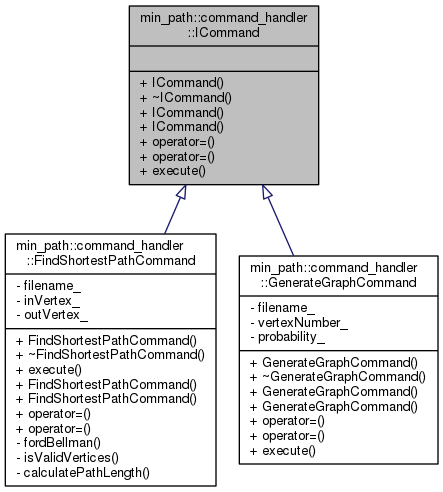 min_path::command_handler
::ICommand
+ ICommand()
+ ~ICommand()
+ ICommand()
+ ICommand()
+ operator=()
+ operator=()
+ execute()
min_path::command_handler
::FindShortestPathCommand
- filename_
- inVertex_
- outVertex_
+ FindShortestPathCommand()
+ ~FindShortestPathCommand()
+ execute()
+ FindShortestPathCommand()
+ FindShortestPathCommand()
+ operator=()
+ operator=()
- fordBellman()
- isValidVertices()
- calculatePathLength()
min_path::command_handler
::GenerateGraphCommand
- filename_
- vertexNumber_
- probability_
+ GenerateGraphCommand()
+ ~GenerateGraphCommand()
+ GenerateGraphCommand()
+ GenerateGraphCommand()
+ operator=()
+ operator=()
+ execute()